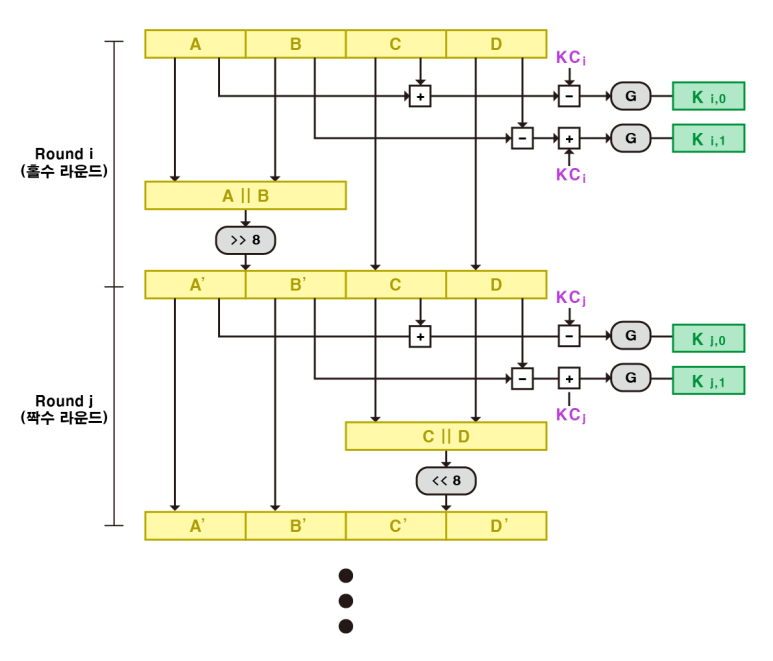 A B C D
KCi
+ − G K i,0
− + G K i,1
KCi
Round i
(홀수 라운드)
A || B
>> 8
A' B' C D
KCj
+ − G K j,0
− + G K j,1
KCj
Round j
(짝수 라운드)
C || D
<< 8
A' B' C' D'